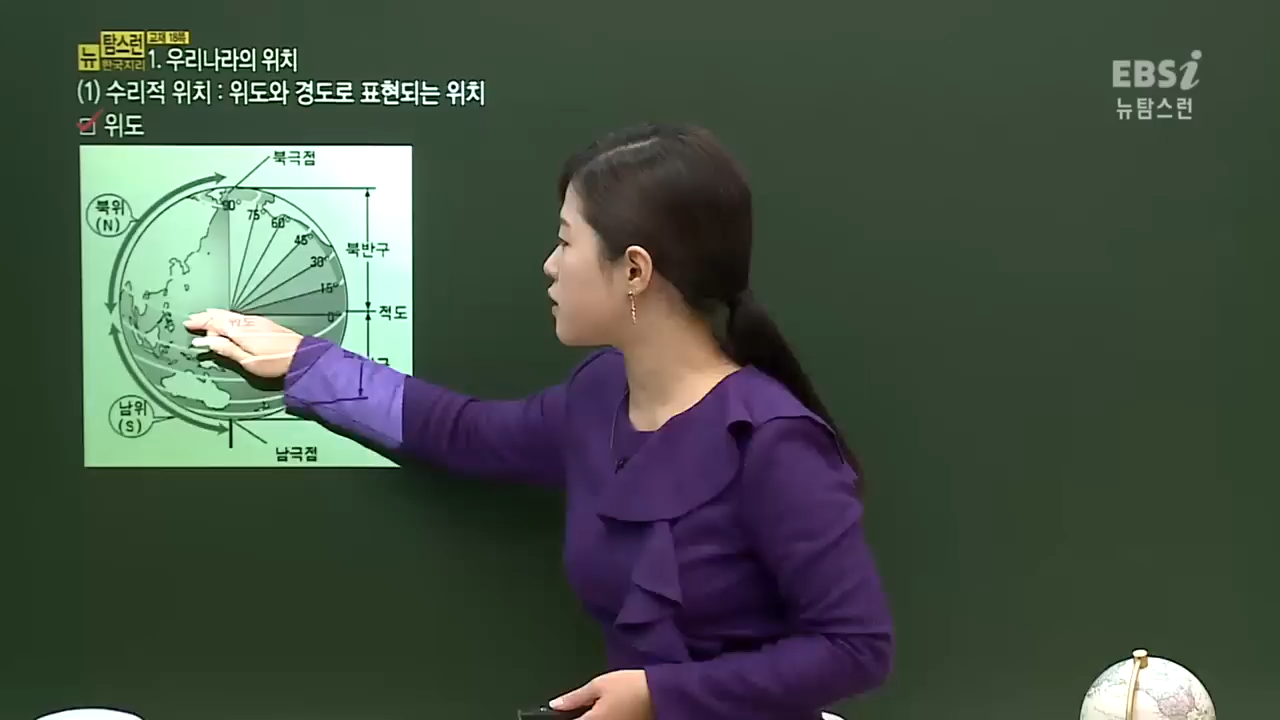 뉴 탐스런 한국지리
교재 18쪽
1. 우리나라의 위치
(1) 수리적 위치 : 위도와 경도로 표현되는 위치
위도
EBSi
뉴탐스런
북극점
북위
(N)
90°
75°
60°
45°
30°
15°
0°
북반구
적도
위도
남위
(S)
남극점